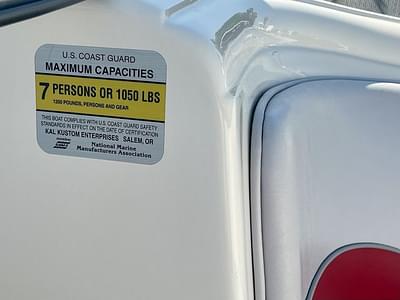 U.S. COAST GUARD
MAXIMUM CAPACITIES
7 PERSONS OR 1050 LBS
1350 POUNDS, PERSONS AND GEAR
THIS BOAT COMPLIES WITH U.S. COAST GUARD SAFETY
STANDARDS IN EFFECT ON THE DATE OF CERTIFICATION
KAL KUSTOM ENTERPRISES SALEM, OR
National Marine
Manufacturers Association